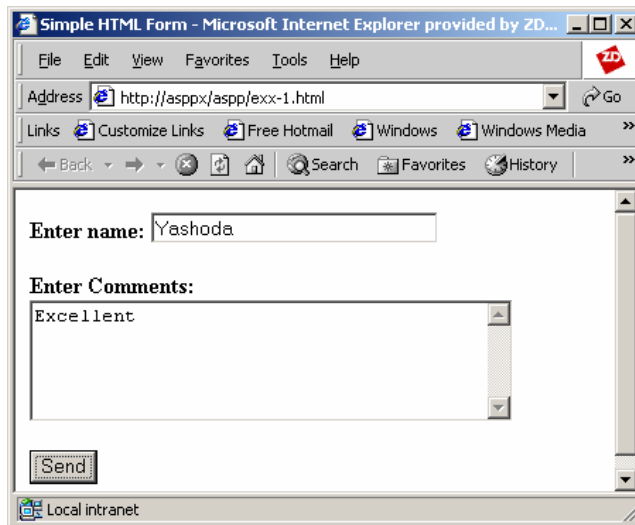 Simple HTML Form - Microsoft Internet Explorer provided by ZD...
File Edit View Favorites Tools Help
ZD
Address http://asppx/aspp/exx-1.html Go
Links Customize Links Free Hotmail Windows Windows Media »
Back Search Favorites History »
Enter name: Yashoda
Enter Comments:
Excellent
Send
Local intranet